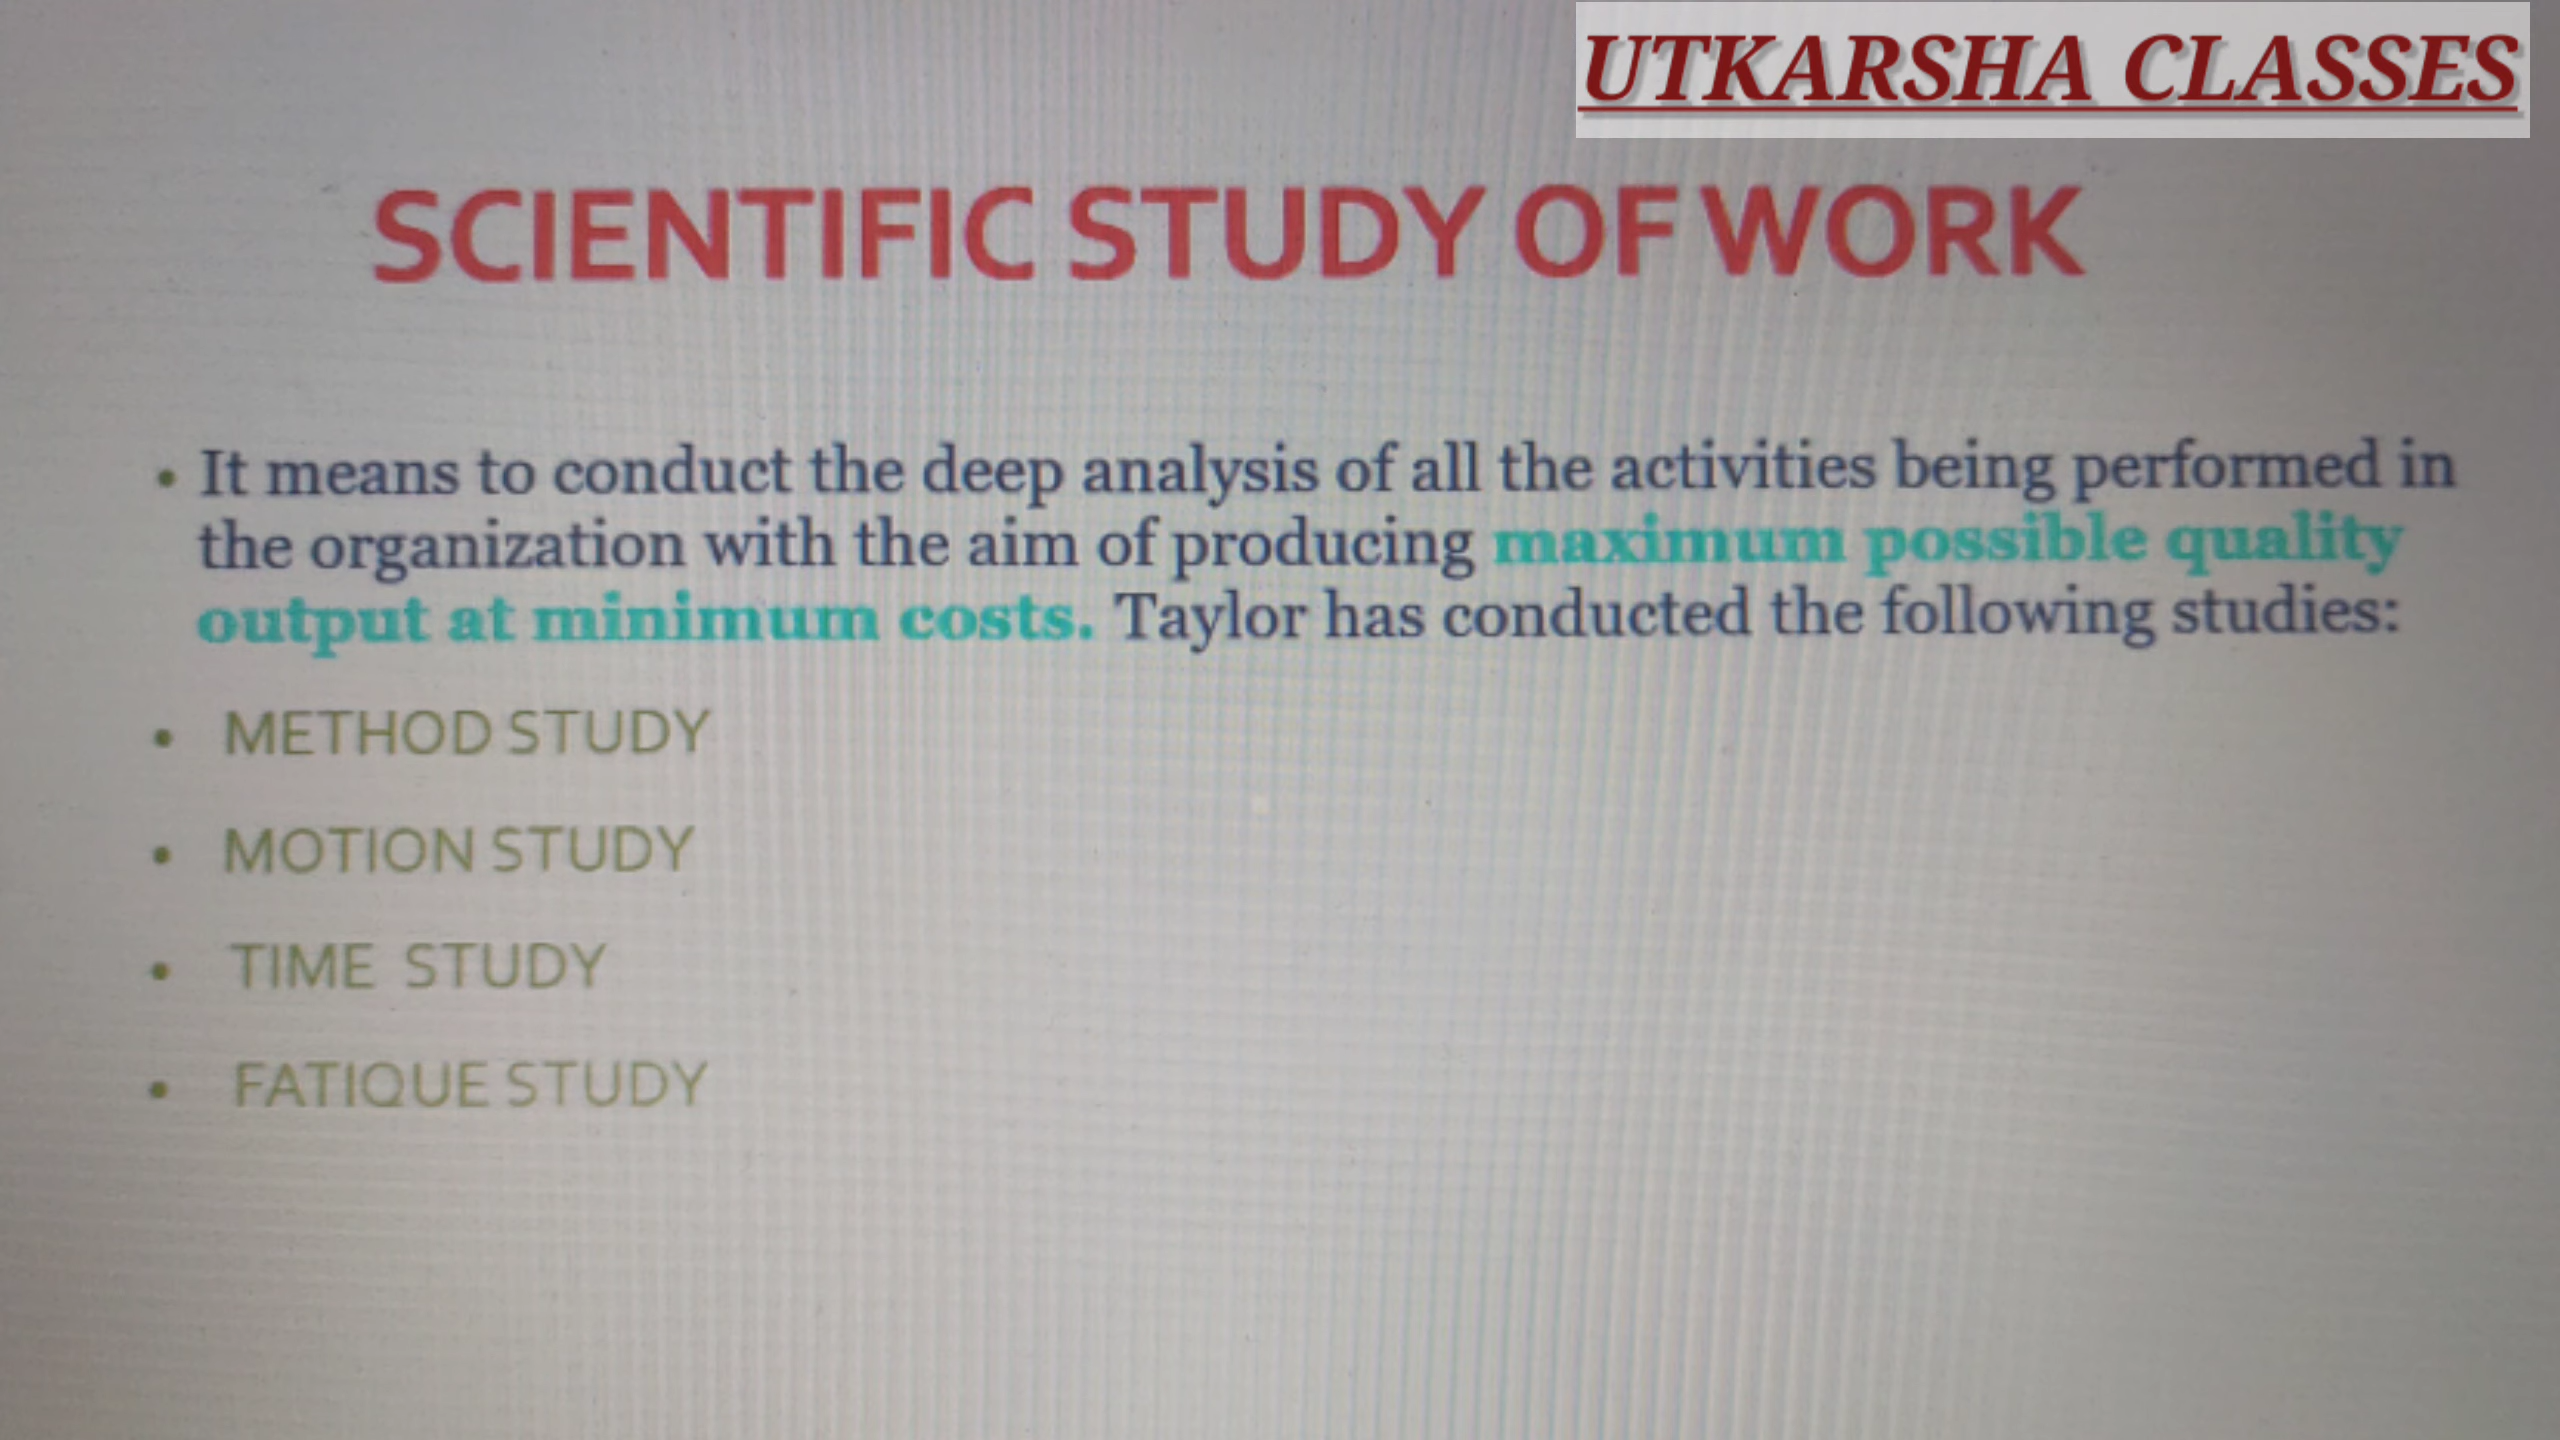 UTKARSHA CLASSES
SCIENTIFIC STUDY OF WORK
• It means to conduct the deep analysis of all the activities being performed in
the organization with the aim of producing maximum possible quality
output at minimum costs. Taylor has conducted the following studies:
• METHOD STUDY
• MOTION STUDY
• TIME STUDY
• FATIQUE STUDY